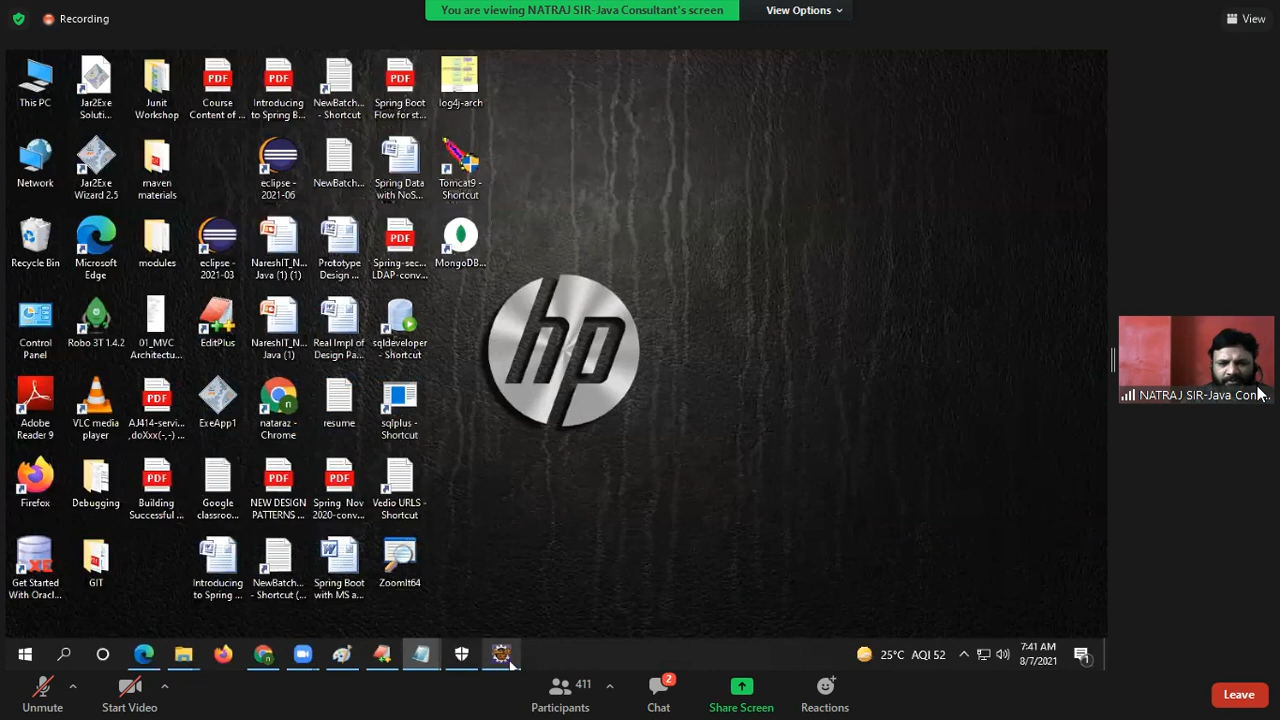 You are viewing NATRAJ SIR-Java Consultant's screen
View Options
Recording
View
This PC
Jar2Exe
Soluti...
Junit
Workshop
Course
Content of ...
Introducing
to Spring B...
NewBatch...
- Shortcut
Spring Boot
Flow for st...
log4j-arch
Network
Jar2Exe
Wizard 2.5
maven
materials
eclipse -
2021-06
NewBatch...
Spring Data
with NoS...
Tomcat9 -
Shortcut
Recycle Bin
Microsoft
Edge
modules
eclipse -
2021-03
NareshIT_N...
Java (1) (1)
Prototype
Design ...
Spring-sec...
LDAP-conv...
MongoDB...
Control
Panel
Robo 3T 1.4.2
01_MVC
Architectu...
EditPlus
NareshIT_N...
Java (1)
Real Impl of
Design Pa...
sqldeveloper
- Shortcut
hp
Adobe
Reader 9
VLC media
player
AJ414-servi...
,doXxx(-,-) ...
ExeApp1
nataraz -
Chrome
resume
sqlplus -
Shortcut
Firefox
Debugging
Building
Successful ...
Google
classroo...
NEW DESIGN
PATTERNS ...
Spring Nov
2020-conv...
Vedio URLS -
Shortcut
Get Started
With Oracl...
GIT
Introducing
to Spring ...
NewBatch...
- Shortcut (...
Spring Boot
with MS a...
ZoomIt64
NATRAJ SIR-Java Con...
25°C AQI 52
7:41 AM
8/7/2021
1
Unmute
Start Video
411
Participants
2
Chat
Share Screen
Reactions
Leave